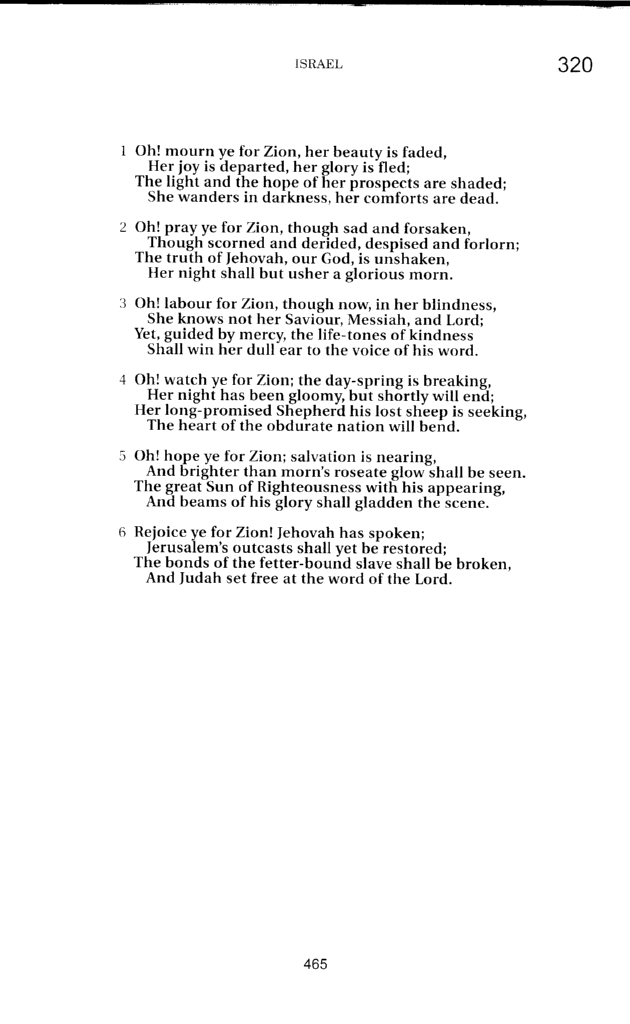 ISRAEL
320
1 Oh! mourn ye for Zion, her beauty is faded,
Her joy is departed, her glory is fled;
The light and the hope of her prospects are shaded;
She wanders in darkness, her comforts are dead.
2 Oh! pray ye for Zion, though sad and forsaken,
Though scorned and derided, despised and forlorn;
The truth of Jehovah, our God, is unshaken,
Her night shall but usher a glorious morn.
3 Oh! labour for Zion, though now, in her blindness,
She knows not her Saviour, Messiah, and Lord;
Yet, guided by mercy, the life-tones of kindness
Shall win her dull ear to the voice of his word.
4 Oh! watch ye for Zion; the day-spring is breaking,
Her night has been gloomy, but shortly will end;
Her long-promised Shepherd his lost sheep is seeking,
The heart of the obdurate nation will bend.
5 Oh! hope ye for Zion; salvation is nearing,
And brighter than morn's roseate glow shall be seen.
The great Sun of Righteousness with his appearing,
And beams of his glory shall gladden the scene.
6 Rejoice ye for Zion! Jehovah has spoken;
Jerusalem's outcasts shall yet be restored;
The bonds of the fetter-bound slave shall be broken,
And Judah set free at the word of the Lord.
465